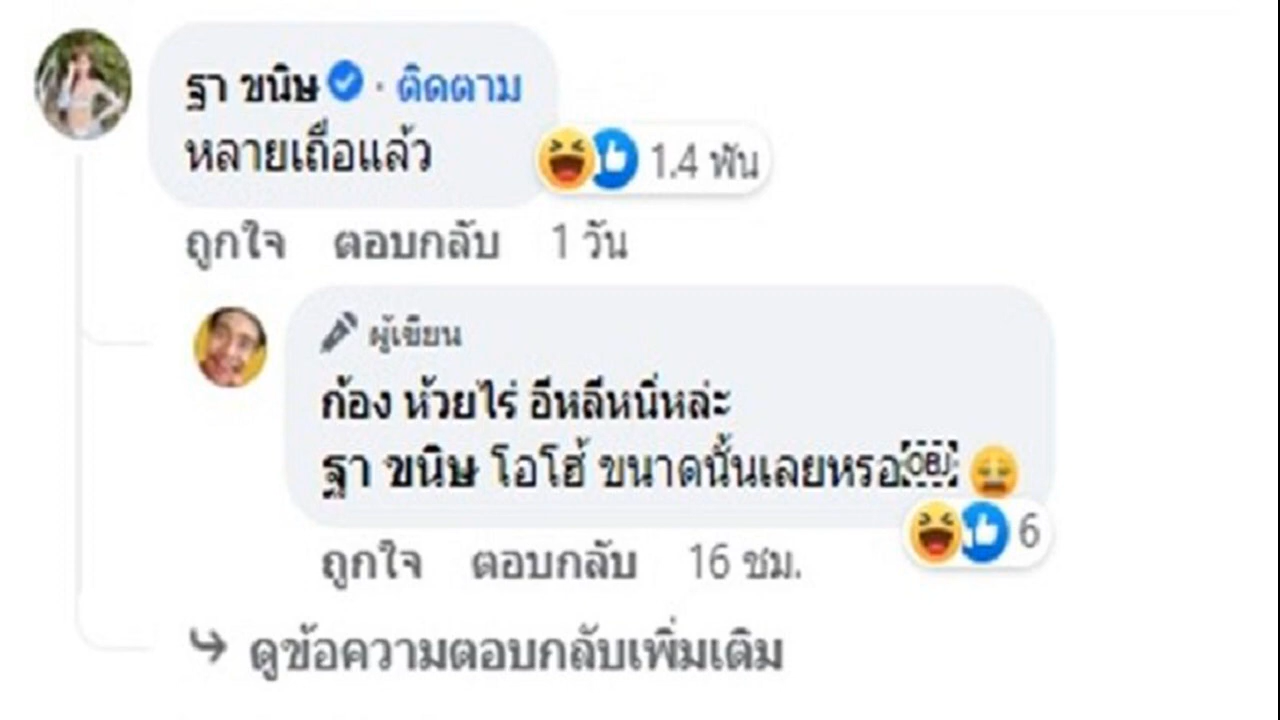 ฐา ขนิษ · ติดตาม
หลายเถื่อแล้ว
1.4 พัน
ถูกใจ ตอบกลับ 1 วัน
ผู้เขียน
ก้อง ห้วยไร่ อีหลีหนิ่หล่ะ
ฐา ขนิษ โอโฮ้ ขนาดนั้นเลยหรอ OBJ
6
ถูกใจ ตอบกลับ 16 ชม.
ดูข้อความตอบกลับเพิ่มเติม